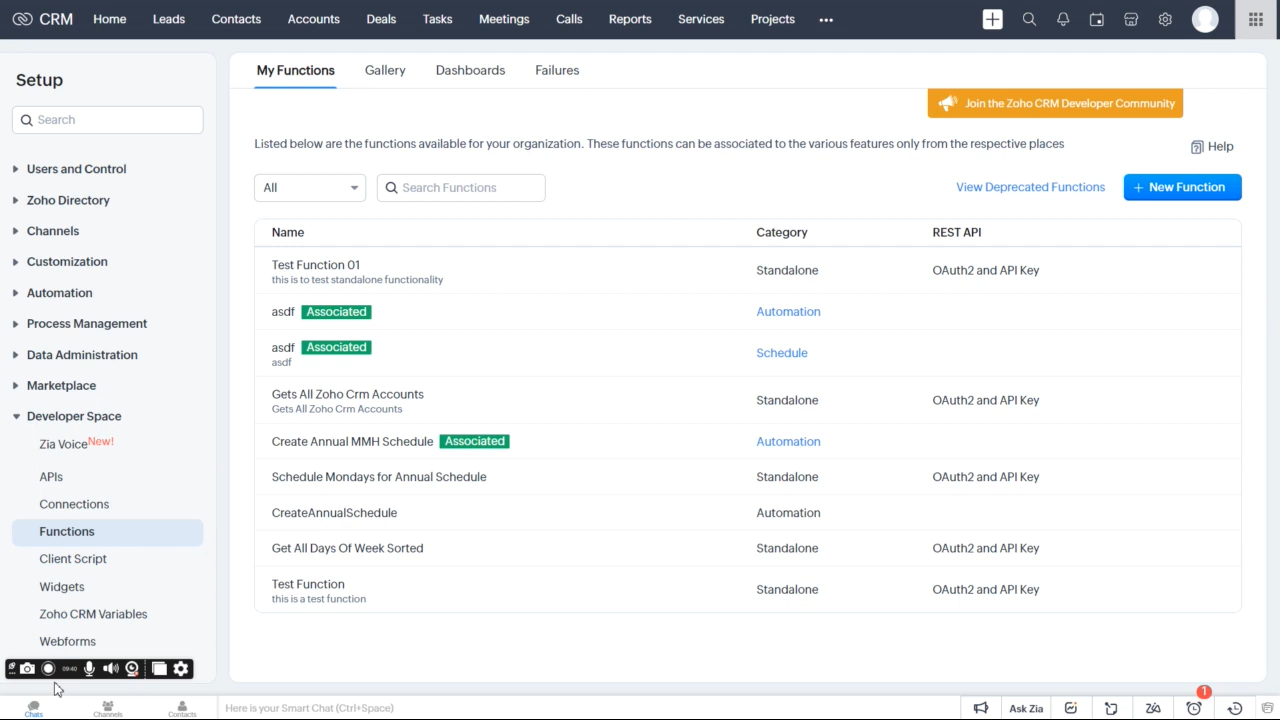 CRM Home Leads Contacts Accounts Deals Tasks Meetings Calls Reports Services Projects
Setup
Search
Users and Control
Zoho Directory
Channels
Customization
Automation
Process Management
Data Administration
Marketplace
Developer Space
Zia Voice New!
APIs
Connections
Functions
Client Script
Widgets
Zoho CRM Variables
Webforms
09:40
My Functions Gallery Dashboards Failures
Join the Zoho CRM Developer Community
Listed below are the functions available for your organization. These functions can be associated to the various features only from the respective places
Help
All Search Functions View Deprecated Functions + New Function
Name Category REST API
Test Function 01 Standalone OAuth2 and API Key
this is to test standalone functionality
asdf Associated Automation
asdf Associated Schedule
asdf
Gets All Zoho Crm Accounts Standalone OAuth2 and API Key
Gets All Zoho Crm Accounts
Create Annual MMH Schedule Associated Automation
Schedule Mondays for Annual Schedule Standalone OAuth2 and API Key
CreateAnnualSchedule Automation
Get All Days Of Week Sorted Standalone OAuth2 and API Key
Test Function Standalone OAuth2 and API Key
this is a test function
Chats Channels Contacts Here is your Smart Chat (Ctrl+Space) Ask Zia 1